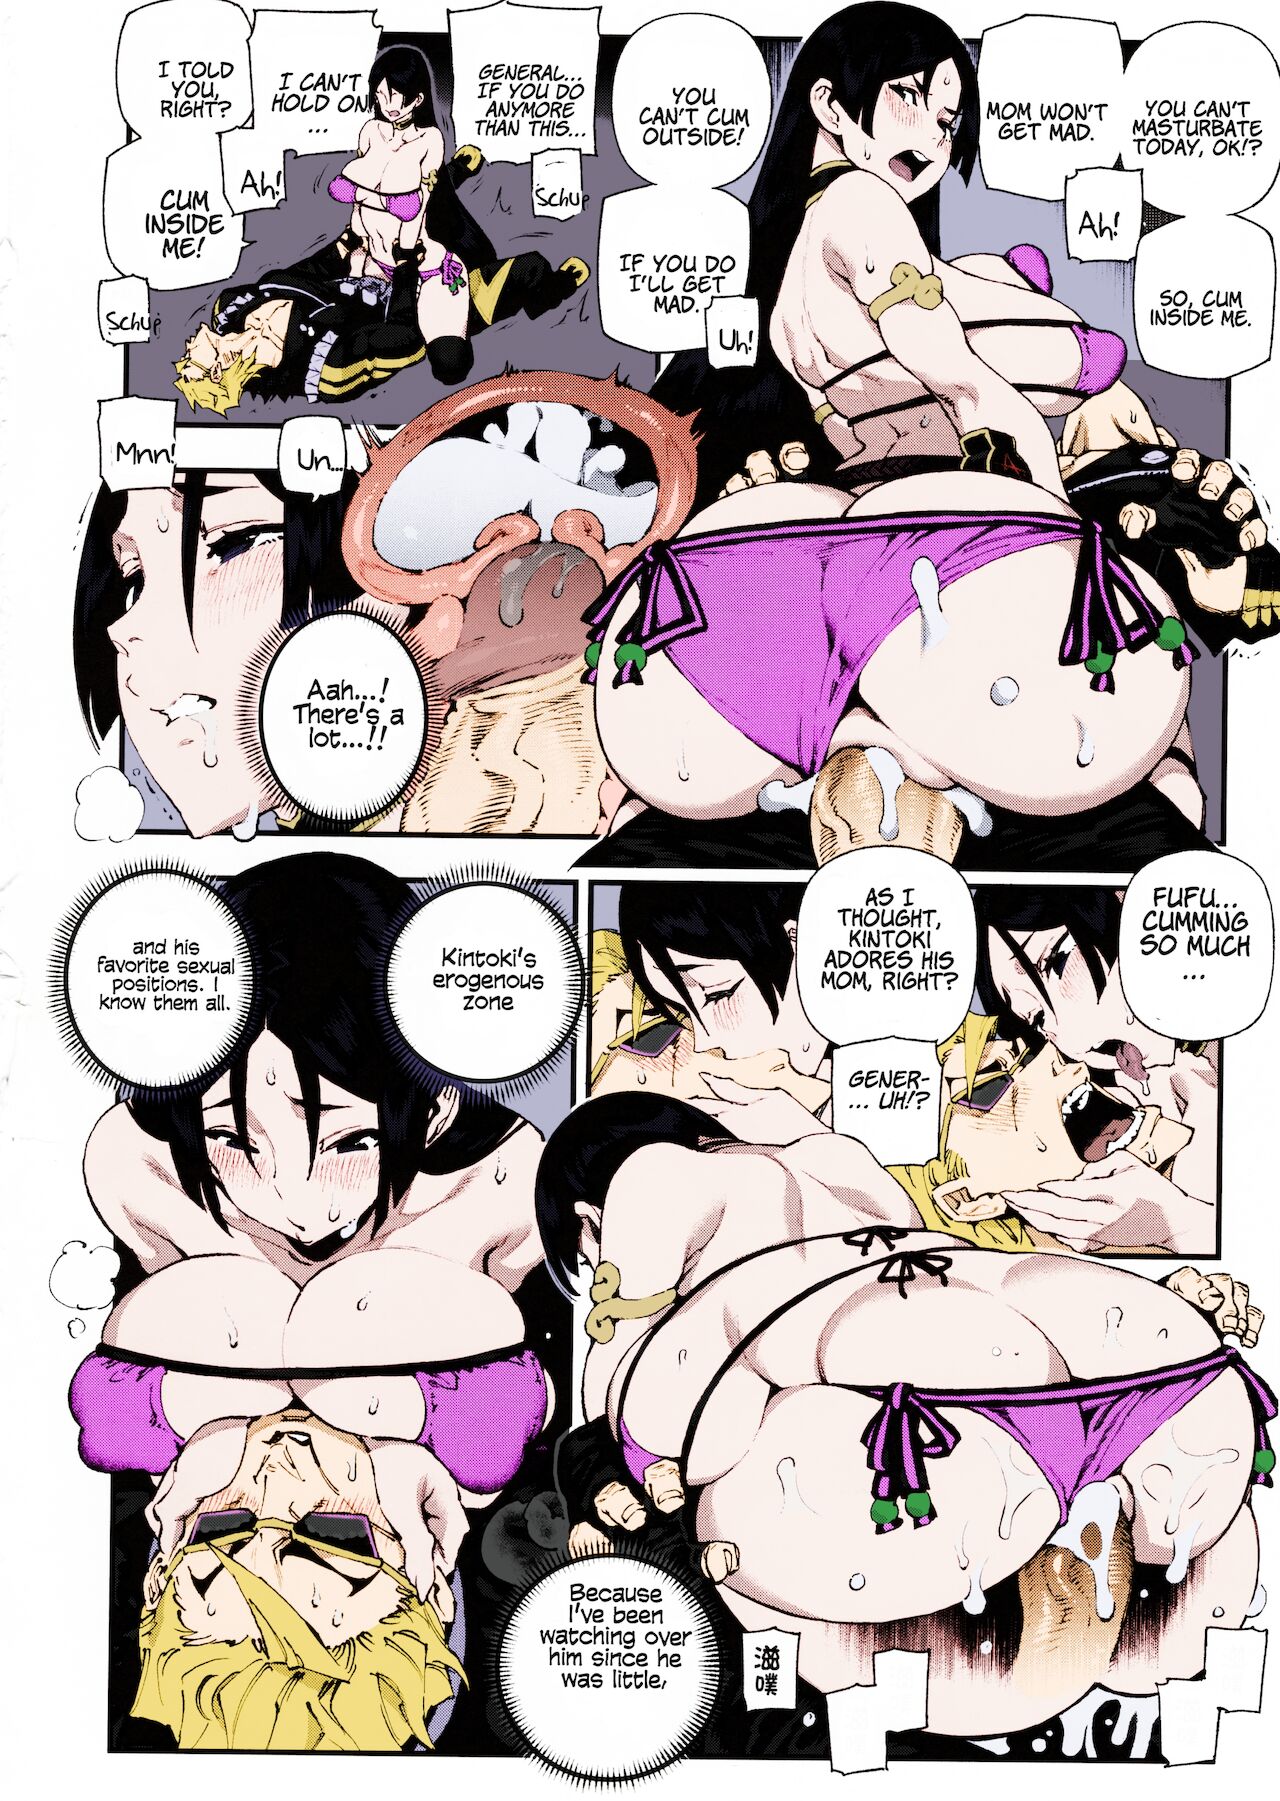 YOU CAN'T
MASTURBATE
TODAY, OK!?
SO, CUM
INSIDE ME.
MOM WON'T
GET MAD.
Ah!
YOU
CAN'T CUM
OUTSIDE!
IF YOU DO
I'LL GET
MAD.
Uh!
GENERAL...
IF YOU DO
ANYMORE
THAN THIS...
Schup
I CAN'T
HOLD ON
...
Ah!
I TOLD
YOU,
RIGHT?
CUM
INSIDE
ME!
Schup
Un...
Mnn!
Aah...!
There's a
lot...!!
FUFU...
CUMMING
SO MUCH
...
AS I
THOUGHT,
KINTOKI
ADORES HIS
MOM, RIGHT?
GENER-
... UH!?
Kintoki's
erogenous
zone
and his
favorite sexual
positions. I
know them all.
Because
I've been
watching over
him since he
was little,
滋
噗